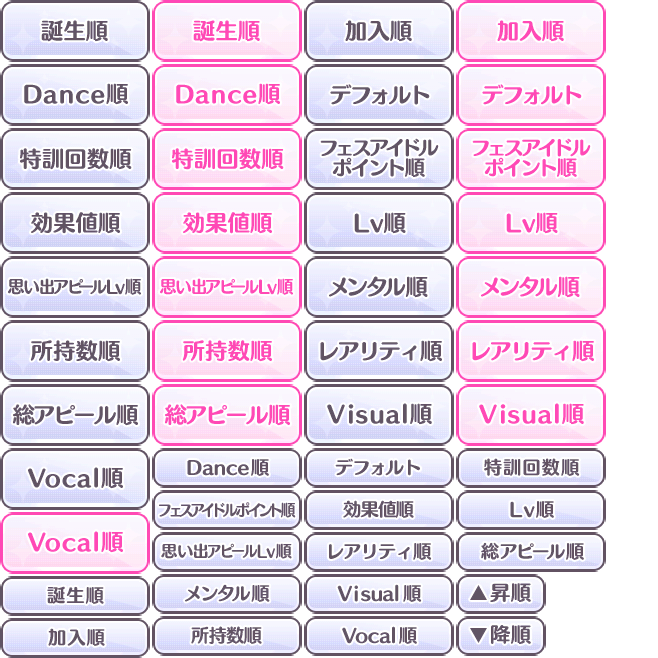 誕生順
誕生順
加入順
加入順
Dance順
Dance順
デフォルト
デフォルト
特訓回数順
特訓回数順
フェスアイドル
ポイント順
フェスアイドル
ポイント順
効果値順
効果値順
Lv順
Lv順
思い出アピールLv順
思い出アピールLv順
メンタル順
メンタル順
所持数順
所持数順
レアリティ順
レアリティ順
総アピール順
総アピール順
Visual順
Visual順
Vocal順
Dance順
デフォルト
特訓回数順
フェスアイドルポイント順
効果値順
Lv順
Vocal順
思い出アピールLv順
レアリティ順
総アピール順
誕生順
メンタル順
Visual順
▲昇順
加入順
所持数順
Vocal順
▼降順